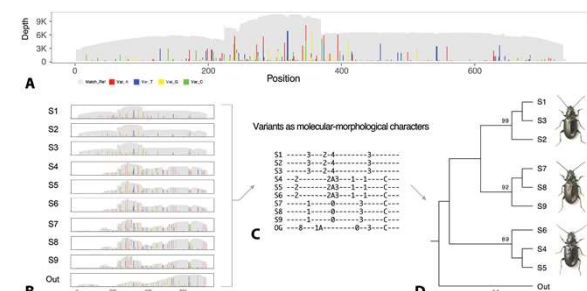 Depth
9K
6K
3K
0
0
200
400
600
Position
A
Match_Ref Var_A Var_T Var_G Var_C
S1
S2
S3
S4
S5
S6
S7
S8
S9
Out
B
Variants as molecular-morphological characters
S1 -----3---2-4--------3-------
S2 -----3---2-4--------3-------
S3 -----3---2-4--------3-------
S4 --2------2A3---1--1----C---
S5 --2------2A3---1--1----C---
S6 --2------2A3---1--1----C---
S7 -----1----0-----3----C---
S8 -----1----0-----3----C---
S9 -----1----0-----3----C---
OG ---8---1A-------0--3---C---
C
S1
99
S3
S2
S7
92
S8
S9
S6
89
S4
S5
Out
D